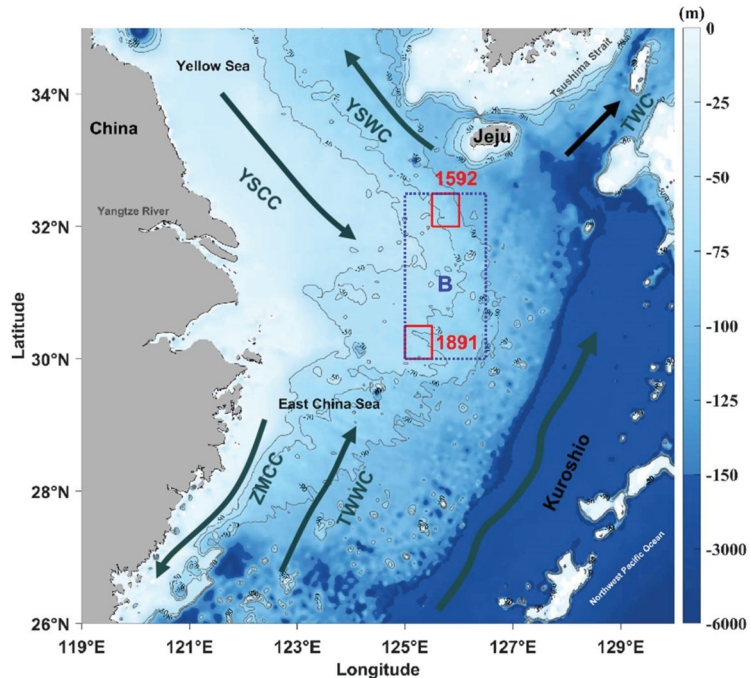 (m)
0
-25
-50
-75
-100
-150
-3000
-6000
34°N
32°N
30°N
28°N
26°N
119°E
121°E
123°E
125°E
127°E
129°E
Latitude
Longitude
Yellow Sea
China
Yangtze River
YSCC
YSWC
Jeju
Tsushima Strait
TWC
1592
B
1891
East China Sea
ZMCC
TWWC
Kuroshio
Northwest Pacific Ocean